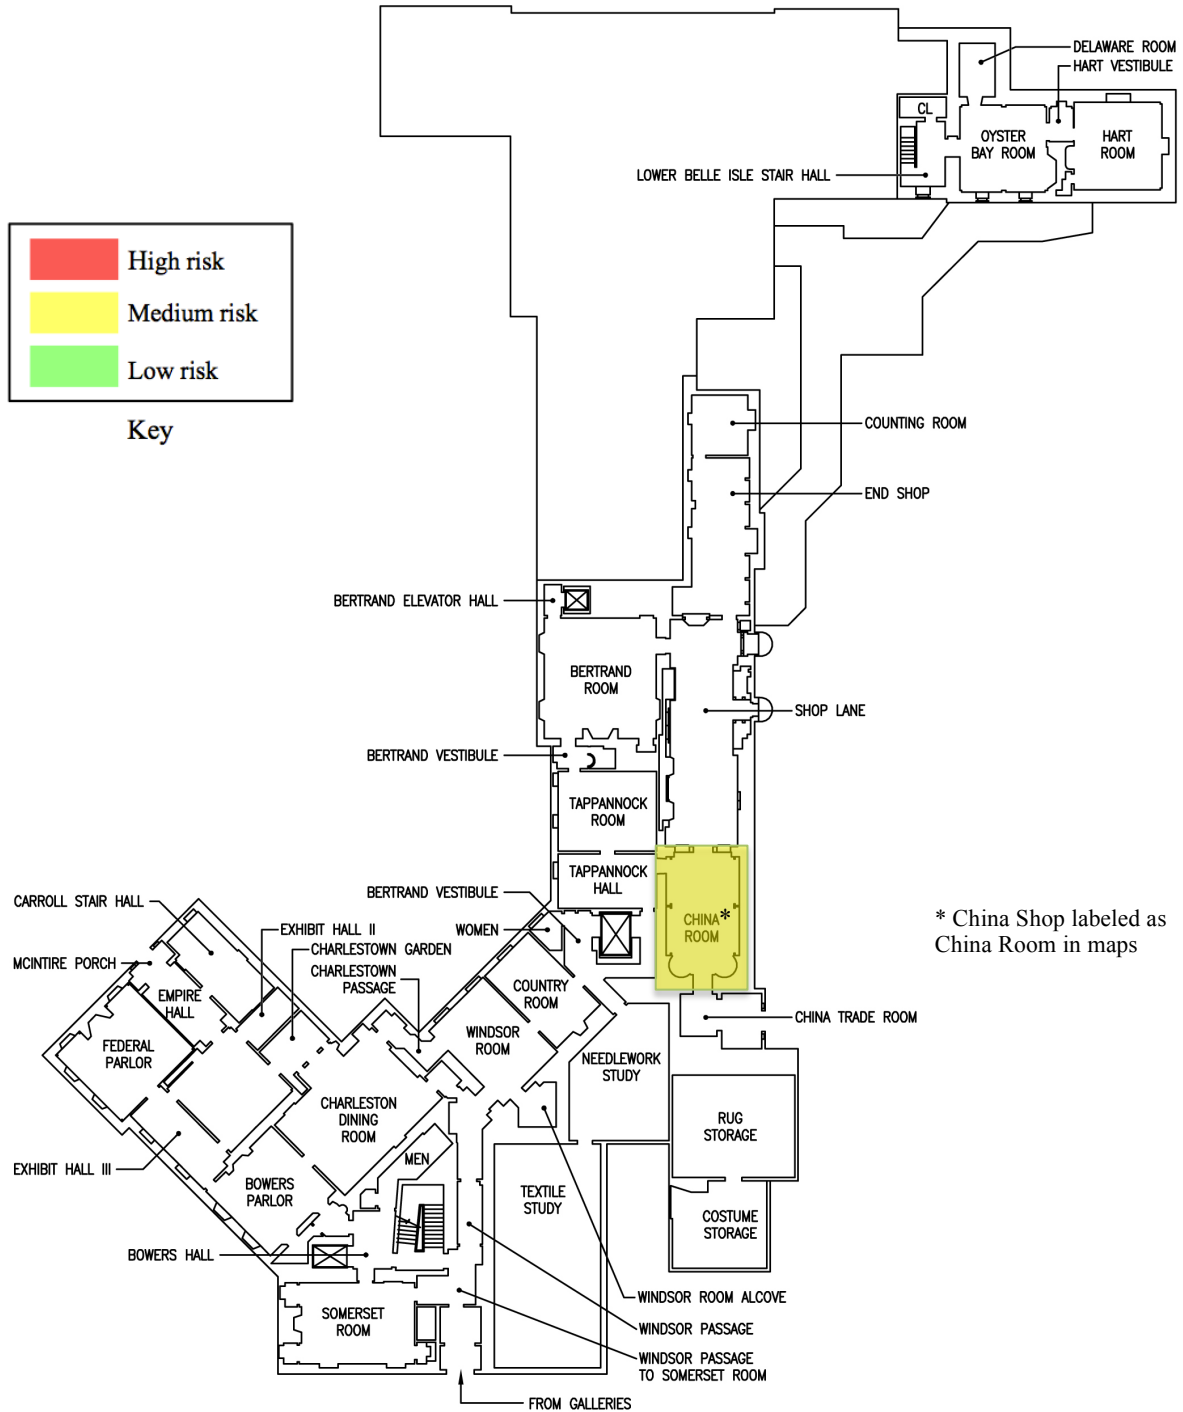 DELAWARE ROOM
HART VESTIBULE
CL
OYSTER
BAY ROOM
HART
ROOM
LOWER BELLE ISLE STAIR HALL
High risk
Medium risk
Low risk
Key
COUNTING ROOM
END SHOP
BERTRAND ELEVATOR HALL
BERTRAND
ROOM
SHOP LANE
BERTRAND VESTIBULE
TAPPANNOCK
ROOM
TAPPANNOCK
HALL
BERTRAND VESTIBULE
CARROLL STAIR HALL
EXHIBIT HALL II
WOMEN
CHINA*
ROOM
* China Shop labeled as
China Room in maps
CHARLESTOWN GARDEN
MCINTIRE PORCH
CHARLESTOWN
PASSAGE
COUNTRY
ROOM
EMPIRE
HALL
CHINA TRADE ROOM
WINDSOR
ROOM
FEDERAL
PARLOR
NEEDLEWORK
STUDY
CHARLESTON
DINING
ROOM
RUG
STORAGE
MEN
EXHIBIT HALL III
BOWERS
PARLOR
TEXTILE
STUDY
COSTUME
STORAGE
BOWERS HALL
WINDSOR ROOM ALCOVE
SOMERSET
ROOM
WINDSOR PASSAGE
WINDSOR PASSAGE
TO SOMERSET ROOM
FROM GALLERIES